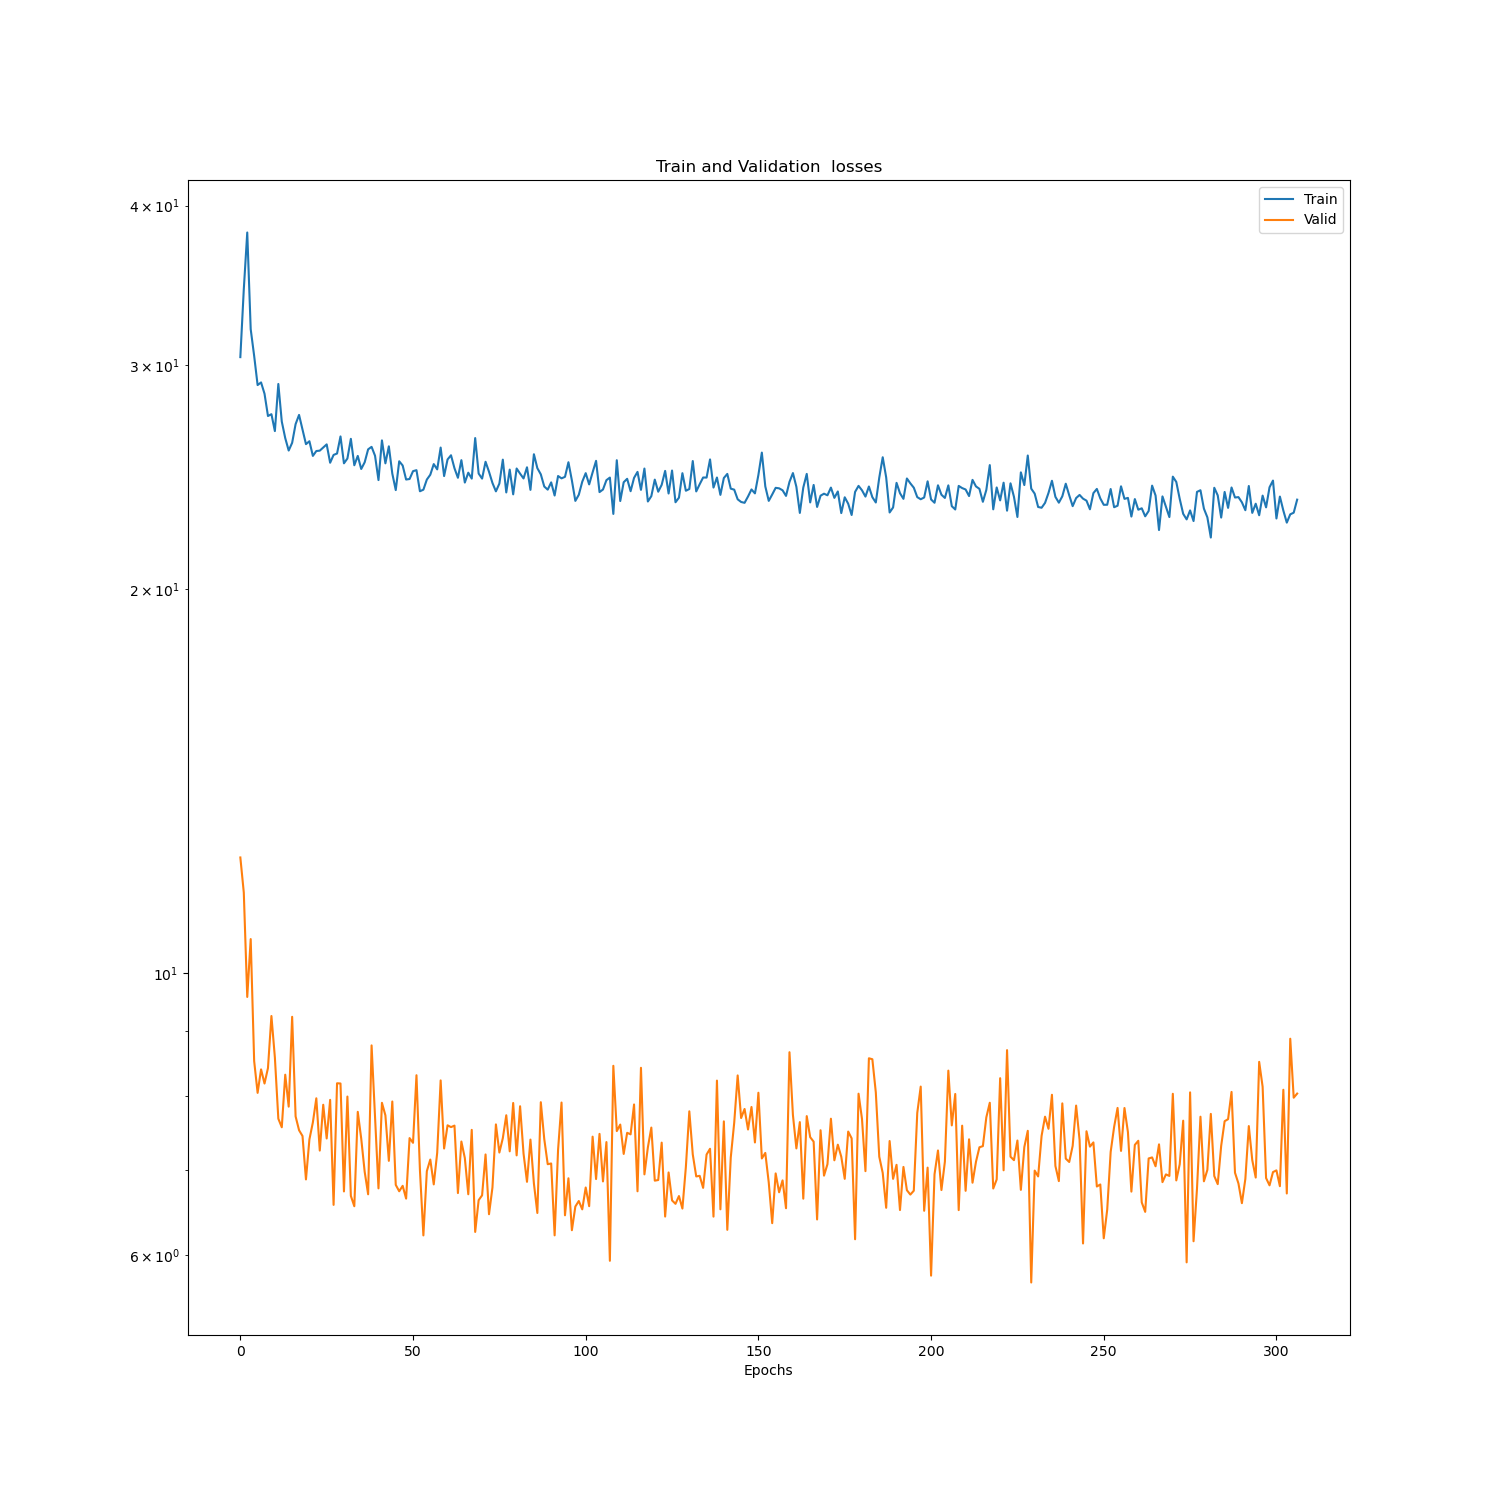 Train and Validation  losses
Train
Valid
4 × 10¹
3 × 10¹
2 × 10¹
10¹
6 × 10⁰
0 50 100 150 200 250 300
Epochs